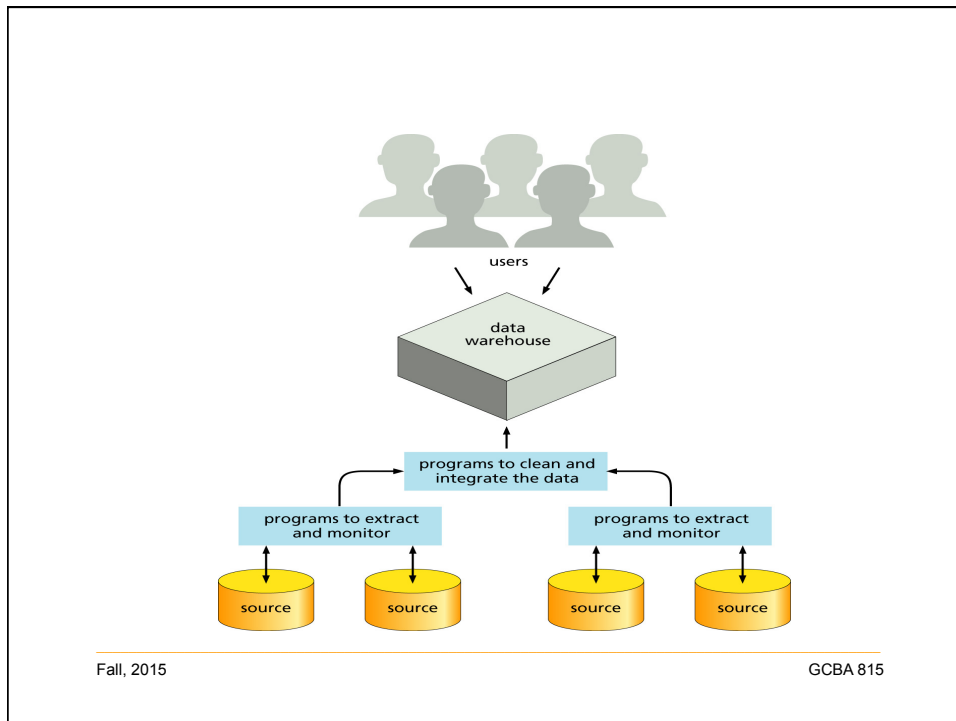 users
data
warehouse
programs to clean and
integrate the data
programs to extract
and monitor
programs to extract
and monitor
source
source
source
source
Fall, 2015
GCBA 815